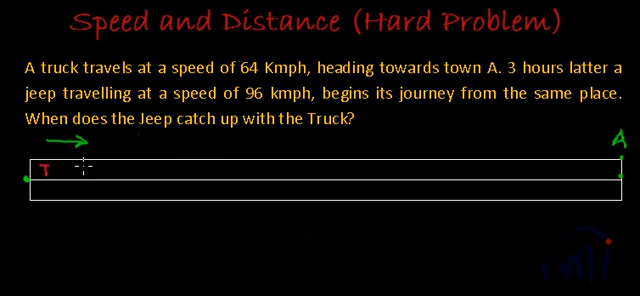 Speed and Distance (Hard Problem)
A truck travels at a speed of 64 Kmph, heading towards town A. 3 hours latter a
jeep travelling at a speed of 96 kmph, begins its journey from the same place.
When does the Jeep catch up with the Truck?
A
T